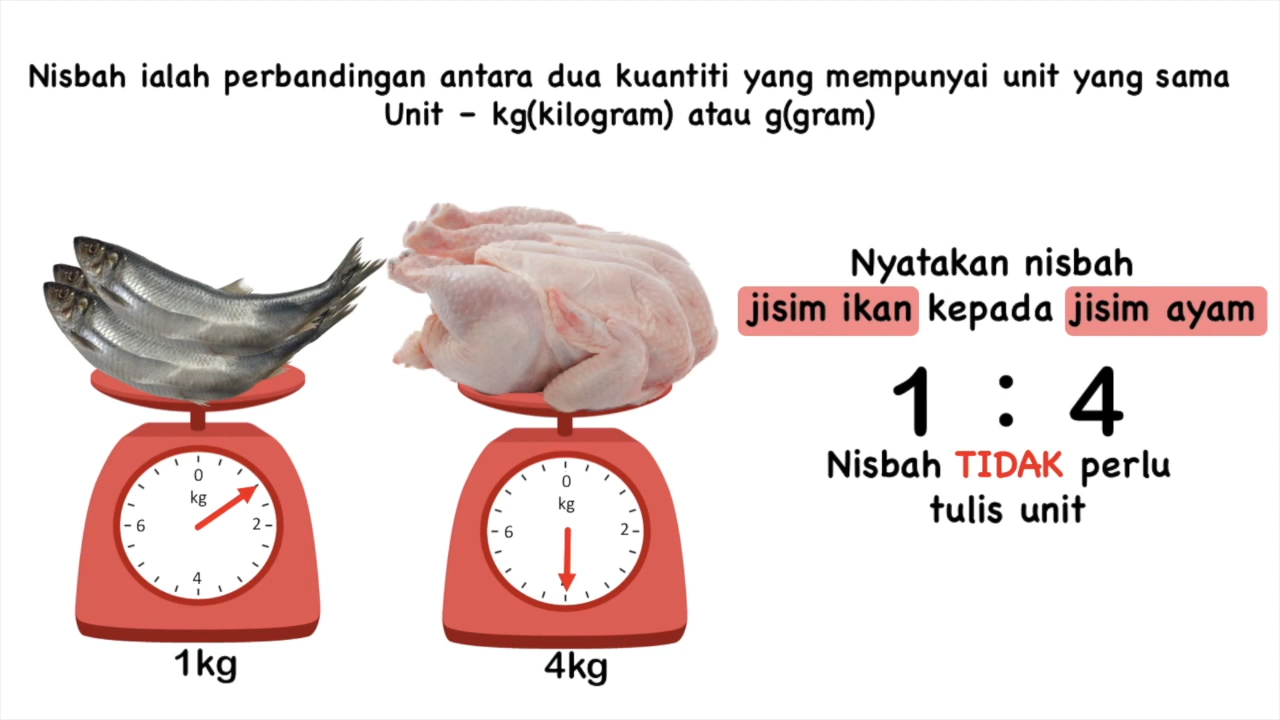 Nisbah ialah perbandingan antara dua kuantiti yang mempunyai unit yang sama
Unit - kg(kilogram) atau g(gram)
Nyatakan nisbah
jisim ikan kepada jisim ayam
1 : 4
Nisbah TIDAK perlu
tulis unit
0
kg
6 2
4
1kg
0
kg
6 2
4kg